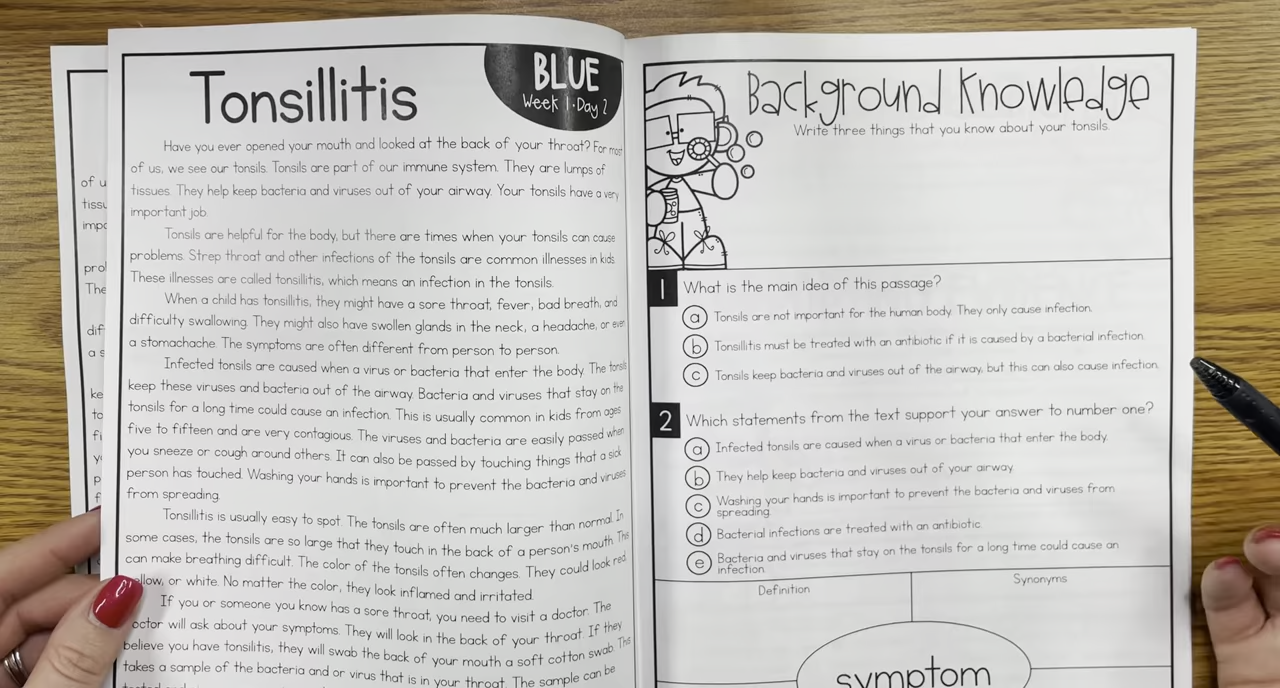 Tonsillitis
BLUE
Week 1·Day 2
Have you ever opened your mouth and looked at the back of your throat? For most
of us, we see our tonsils. Tonsils are part of our immune system. They are lumps of
tissues. They help keep bacteria and viruses out of your airway. Your tonsils have a very
important job.
Tonsils are helpful for the body, but there are times when your tonsils can cause
problems. Strep throat and other infections of the tonsils are common illnesses in kids.
These illnesses are called tonsillitis, which means an infection in the tonsils.
When a child has tonsillitis, they might have a sore throat, fever, bad breath, and
difficulty swallowing. They might also have swollen glands in the neck, a headache, or even
a stomachache. The symptoms are often different from person to person.
Infected tonsils are caused when a virus or bacteria that enter the body. The tonsils
keep these viruses and bacteria out of the airway. Bacteria and viruses that stay on the
tonsils for a long time could cause an infection. This is usually common in kids from ages
five to fifteen and are very contagious. The viruses and bacteria are easily passed when
you sneeze or cough around others. It can also be passed by touching things that a sick
person has touched. Washing your hands is important to prevent the bacteria and viruses
from spreading.
Tonsillitis is usually easy to spot. The tonsils are often much larger than normal. In
some cases, the tonsils are so large that they touch in the back of a person's mouth. This
can make breathing difficult. The color of the tonsils often changes. They could look red,
ellow, or white. No matter the color, they look inflamed and irritated.
If you or someone you know has a sore throat, you need to visit a doctor. The
octor will ask about your symptoms. They will look in the back of your throat. If they
believe you have tonsilitis, they will swab the back of your mouth a soft cotton swab. This
takes a sample of the bacteria and or virus that is in your throat. The sample can be
of u
tissu
impo
pro
The
dif
a s
ke
to
fi
y
p
f
Background Knowledge
Write three things that you know about your tonsils.
1 What is the main idea of this passage?
a Tonsils are not important for the human body. They only cause infection.
b Tonsillitis must be treated with an antibiotic if it is caused by a bacterial infection.
c Tonsils keep bacteria and viruses out of the airway, but this can also cause infection.
2 Which statements from the text support your answer to number one?
a Infected tonsils are caused when a virus or bacteria that enter the body.
b They help keep bacteria and viruses out of your airway.
c Washing your hands is important to prevent the bacteria and viruses from
spreading.
d Bacterial infections are treated with an antibiotic.
e Bacteria and viruses that stay on the tonsils for a long time could cause an
infection.
Definition
Synonyms
symptom